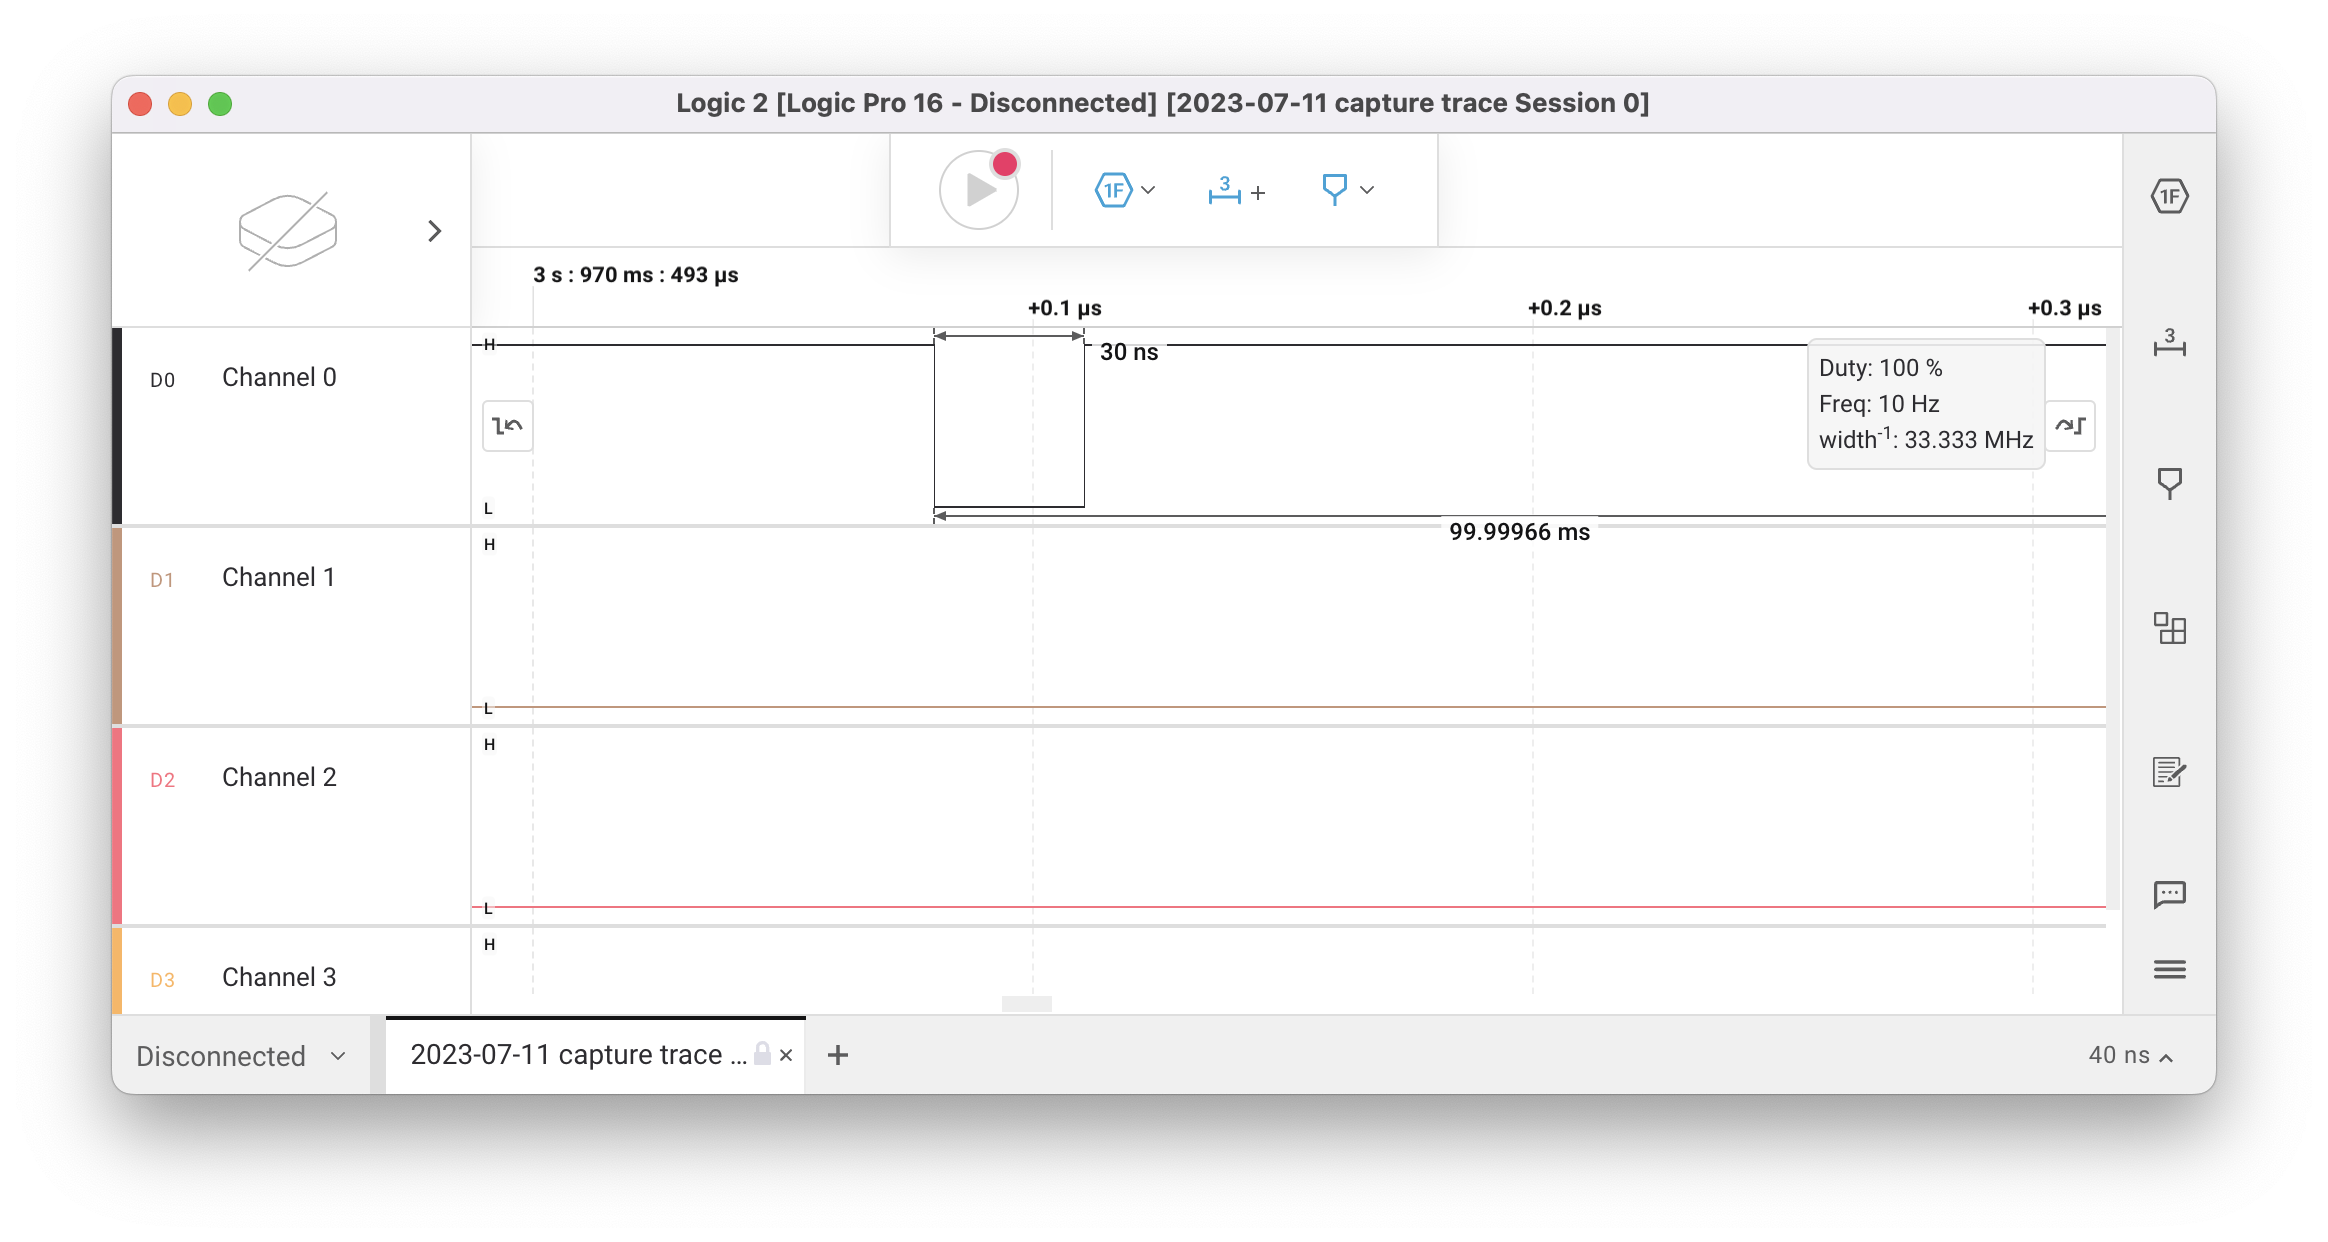 Logic 2 [Logic Pro 16 - Disconnected] [2023-07-11 capture trace Session 0]
1F
3
1F
3 s : 970 ms : 493 µs
+0.1 µs
+0.2 µs
+0.3 µs
3
D0
Channel 0
H
L
30 ns
Duty: 100 %
Freq: 10 Hz
width-1: 33.333 MHz
99.99966 ms
D1
Channel 1
H
L
D2
Channel 2
H
L
D3
Channel 3
H
Disconnected
2023-07-11 capture trace ...
40 ns